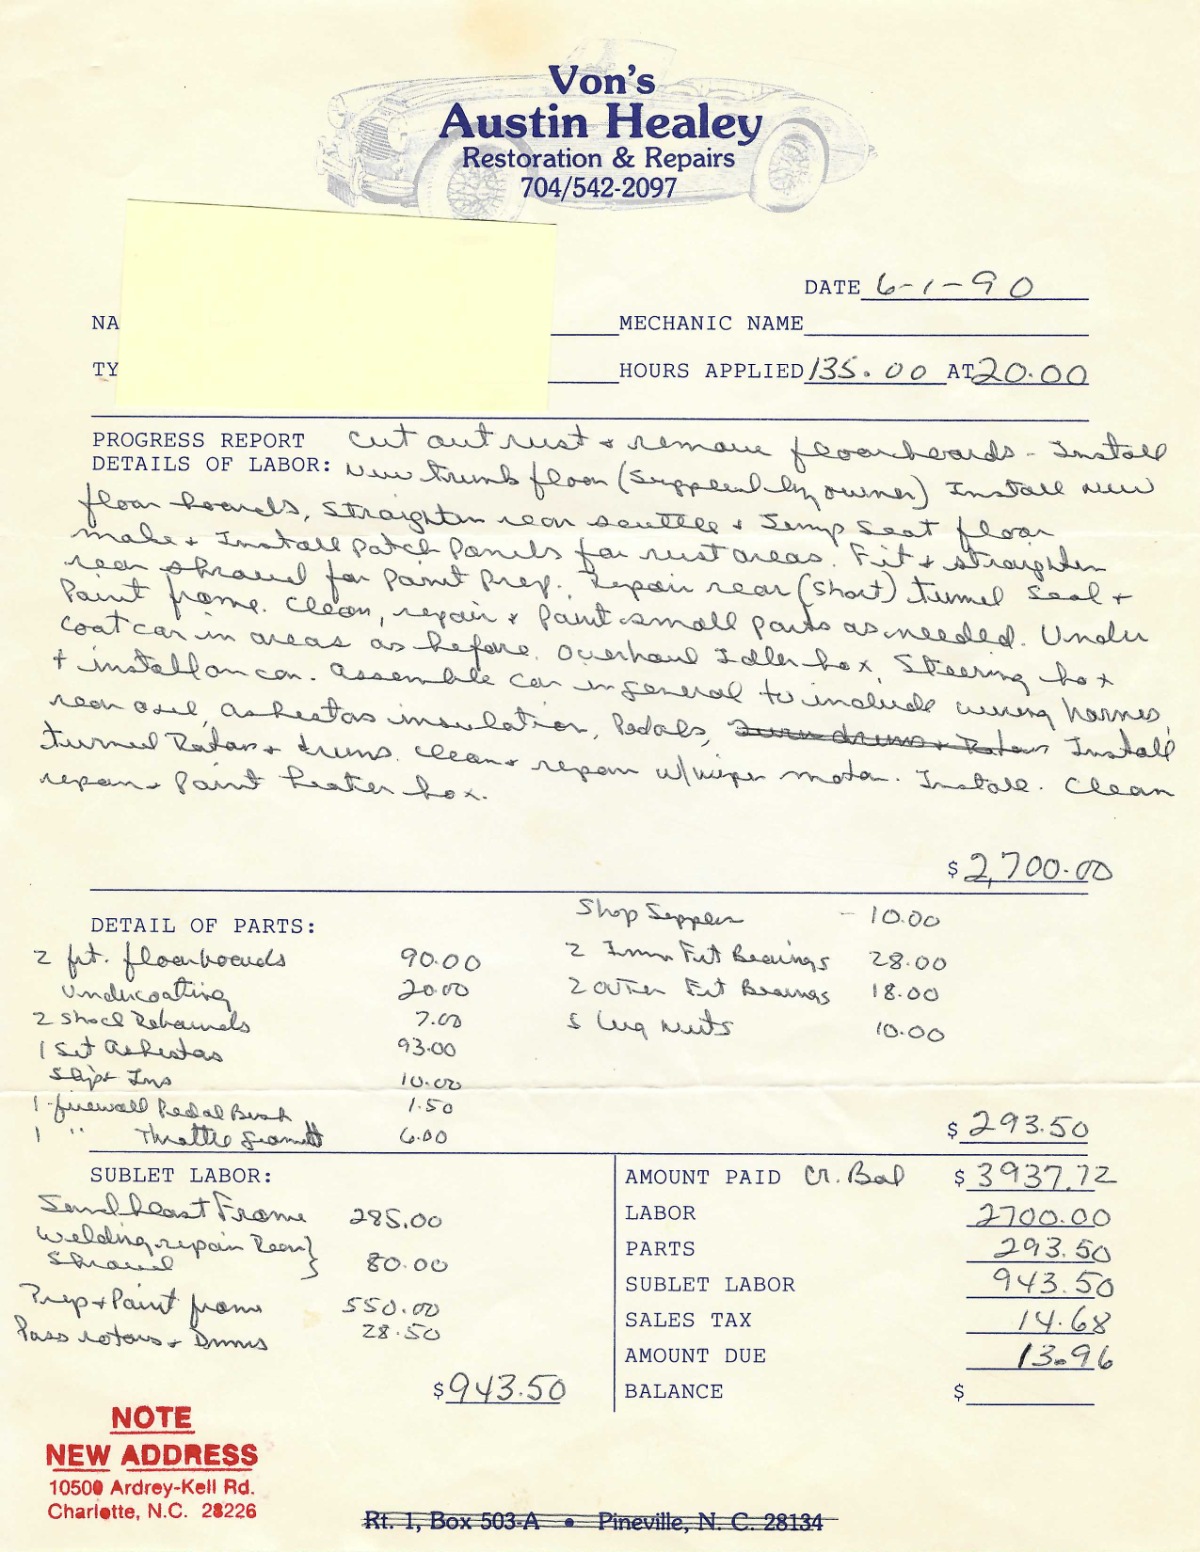 Von's
Austin Healey
Restoration & Repairs
704/542-2097
DATE 6-1-90
NA
MECHANIC NAME
TY
HOURS APPLIED 135.00 AT 20.00
PROGRESS REPORT cut out rust + remove floorboards - Install
DETAILS OF LABOR: New trunk floor (Supplied by owner) Install new
floor boards, straighten rear scuttle + Jump seat floor
make + Install patch panels for rust areas. Fit + straighten
rear shroud for paint prep. Repair rear (short) tunnel seal +
Paint frame. Clean, repair + paint small parts as needed. Under
coat car in areas as before. Overhaul Idler box, Steering box
+ install on car. Assemble car in general to include wiring harness,
rear axel, asbestos insulation, Pedals, Turn drums + Rotors Install
turned Rotors + drums. Clean + repair w/wiper motor. Install. Clean
repair + Paint heater box.
$ 2,700.00
DETAIL OF PARTS:
Shop - 10.00
2 frt. floorboards 90.00
2 Inner Frt Bearings 28.00
Undercoating 20.00
2 outer Frt Bearings 18.00
2 Shock Rebounds 7.00
5 lug nuts 10.00
1 Set Asbestos 93.00
Ship + Ins 10.00
1 - firewall Pedal Bush 1.50
1 " Throttle 6.00
$ 293.50
SUBLET LABOR:
Sandblast Frame 285.00
Welding repair Rear }
Shroud 80.00
Prep + Paint frame 550.00
Pass rotors + Drums 28.50
$ 943.50
AMOUNT PAID Cr. Bal $ 3937.72
LABOR 2700.00
PARTS 293.50
SUBLET LABOR 943.50
SALES TAX 14.68
AMOUNT DUE 13.96
BALANCE $
NOTE
NEW ADDRESS
10500 Ardrey-Kell Rd.
Charlotte, N.C. 28226
Rt. 1, Box 503-A • Pineville, N. C. 28134